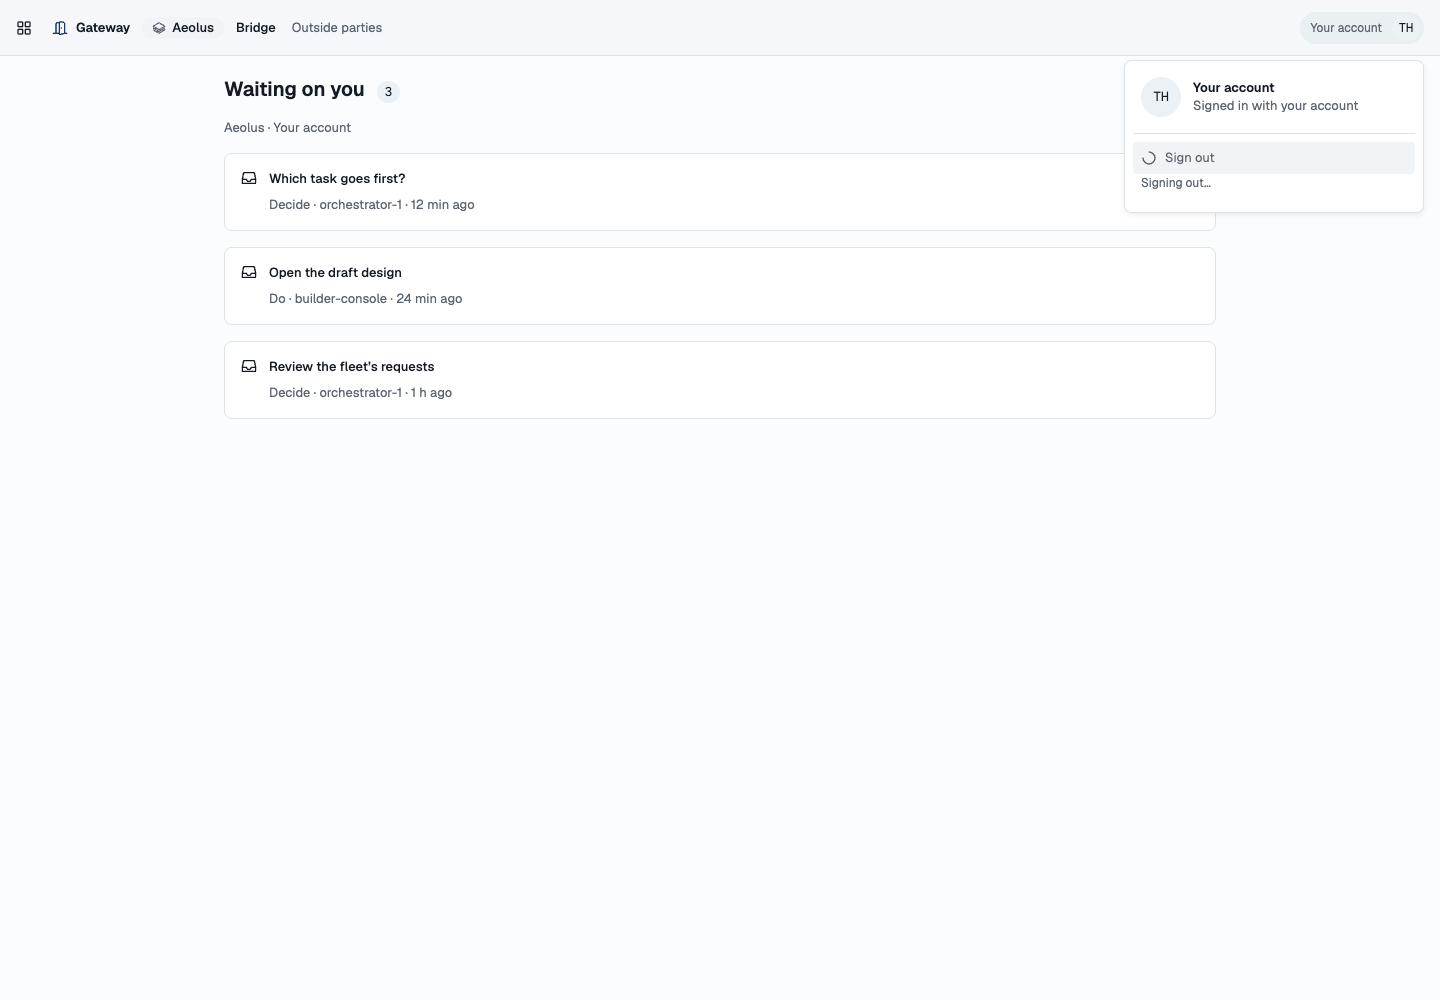 Gateway Aeolus Bridge Outside parties Your account TH
Waiting on you 3
Aeolus · Your account
Which task goes first?
Decide · orchestrator-1 · 12 min ago
Open the draft design
Do · builder-console · 24 min ago
Review the fleet's requests
Decide · orchestrator-1 · 1 h ago
TH
Your account
Signed in with your account
Sign out
Signing out…